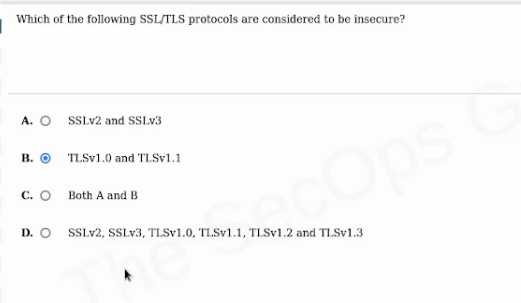 Which of the following SSL/TLS protocols are considered to be insecure?
A. SSLv2 and SSLv3
B. TLSv1.0 and TLSv1.1
C. Both A and B
D. SSLv2, SSLv3, TLSv1.0, TLSv1.1, TLSv1.2 and TLSv1.3
The SecOps G